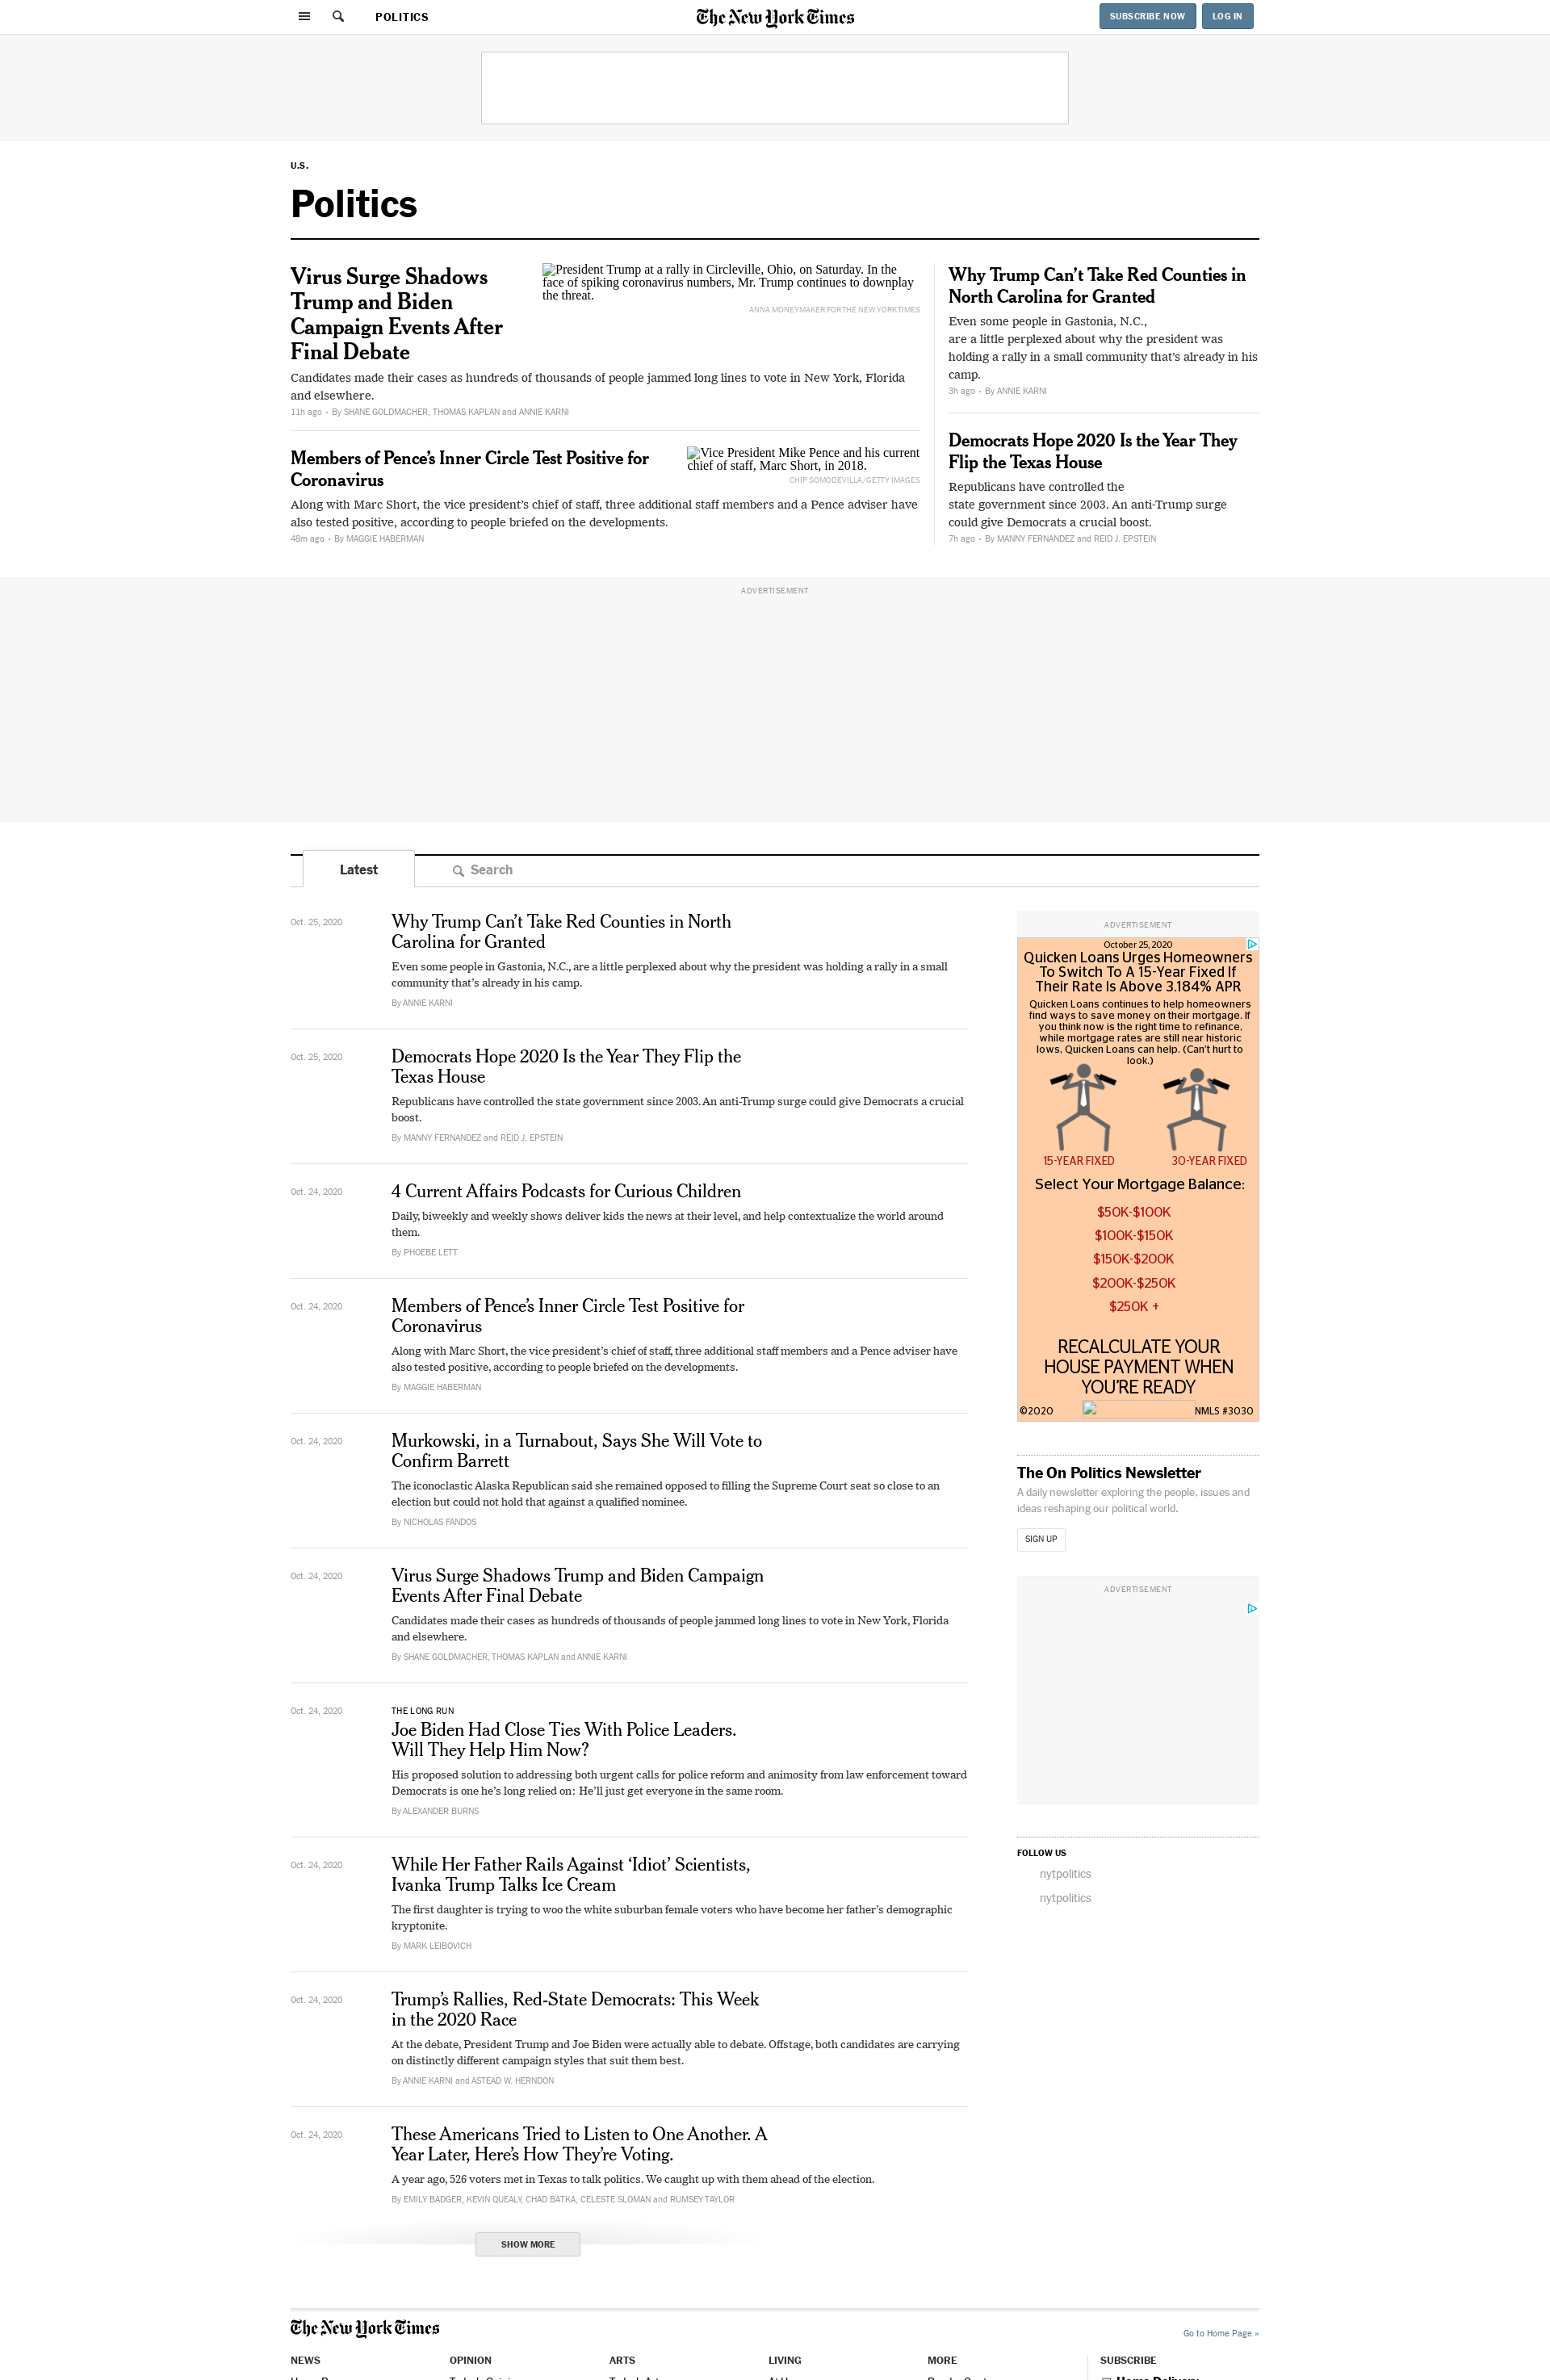 POLITICS
The New York Times
SUBSCRIBE NOW
LOG IN
U.S.
Politics
Virus Surge Shadows
Trump and Biden
Campaign Events After
Final Debate
President Trump at a rally in Circleville, Ohio, on Saturday. In the
face of spiking coronavirus numbers, Mr. Trump continues to downplay
the threat.
ANNA MONEYMAKER FOR THE NEW YORK TIMES
Candidates made their cases as hundreds of thousands of people jammed long lines to vote in New York, Florida
and elsewhere.
11h ago • By SHANE GOLDMACHER, THOMAS KAPLAN and ANNIE KARNI
Members of Pence’s Inner Circle Test Positive for
Coronavirus
Vice President Mike Pence and his current
chief of staff, Marc Short, in 2018.
CHIP SOMODEVILLA/GETTY IMAGES
Along with Marc Short, the vice president’s chief of staff, three additional staff members and a Pence adviser have
also tested positive, according to people briefed on the developments.
48m ago • By MAGGIE HABERMAN
Why Trump Can’t Take Red Counties in
North Carolina for Granted
Even some people in Gastonia, N.C.,
are a little perplexed about why the president was
holding a rally in a small community that’s already in his
camp.
3h ago • By ANNIE KARNI
Democrats Hope 2020 Is the Year They
Flip the Texas House
Republicans have controlled the
state government since 2003. An anti-Trump surge
could give Democrats a crucial boost.
7h ago • By MANNY FERNANDEZ and REID J. EPSTEIN
ADVERTISEMENT
Latest
Search
Oct. 25, 2020
Why Trump Can’t Take Red Counties in North
Carolina for Granted
Even some people in Gastonia, N.C., are a little perplexed about why the president was holding a rally in a small
community that’s already in his camp.
By ANNIE KARNI
Oct. 25, 2020
Democrats Hope 2020 Is the Year They Flip the
Texas House
Republicans have controlled the state government since 2003. An anti-Trump surge could give Democrats a crucial
boost.
By MANNY FERNANDEZ and REID J. EPSTEIN
Oct. 24, 2020
4 Current Affairs Podcasts for Curious Children
Daily, biweekly and weekly shows deliver kids the news at their level, and help contextualize the world around
them.
By PHOEBE LETT
Oct. 24, 2020
Members of Pence’s Inner Circle Test Positive for
Coronavirus
Along with Marc Short, the vice president’s chief of staff, three additional staff members and a Pence adviser have
also tested positive, according to people briefed on the developments.
By MAGGIE HABERMAN
Oct. 24, 2020
Murkowski, in a Turnabout, Says She Will Vote to
Confirm Barrett
The iconoclastic Alaska Republican said she remained opposed to filling the Supreme Court seat so close to an
election but could not hold that against a qualified nominee.
By NICHOLAS FANDOS
Oct. 24, 2020
Virus Surge Shadows Trump and Biden Campaign
Events After Final Debate
Candidates made their cases as hundreds of thousands of people jammed long lines to vote in New York, Florida
and elsewhere.
By SHANE GOLDMACHER, THOMAS KAPLAN and ANNIE KARNI
Oct. 24, 2020
THE LONG RUN
Joe Biden Had Close Ties With Police Leaders.
Will They Help Him Now?
His proposed solution to addressing both urgent calls for police reform and animosity from law enforcement toward
Democrats is one he’s long relied on: He’ll just get everyone in the same room.
By ALEXANDER BURNS
Oct. 24, 2020
While Her Father Rails Against ‘Idiot’ Scientists,
Ivanka Trump Talks Ice Cream
The first daughter is trying to woo the white suburban female voters who have become her father’s demographic
kryptonite.
By MARK LEIBOVICH
Oct. 24, 2020
Trump’s Rallies, Red-State Democrats: This Week
in the 2020 Race
At the debate, President Trump and Joe Biden were actually able to debate. Offstage, both candidates are carrying
on distinctly different campaign styles that suit them best.
By ANNIE KARNI and ASTEAD W. HERNDON
Oct. 24, 2020
These Americans Tried to Listen to One Another. A
Year Later, Here’s How They’re Voting.
A year ago, 526 voters met in Texas to talk politics. We caught up with them ahead of the election.
By EMILY BADGER, KEVIN QUEALY, CHAD BATKA, CELESTE SLOMAN and RUMSEY TAYLOR
SHOW MORE
ADVERTISEMENT
October 25, 2020
Quicken Loans Urges Homeowners
To Switch To A 15-Year Fixed If
Their Rate Is Above 3.184% APR
Quicken Loans continues to help homeowners
find ways to save money on their mortgage. If
you think now is the right time to refinance,
while mortgage rates are still near historic
lows, Quicken Loans can help. (Can't hurt to
look.)
15-YEAR FIXED
30-YEAR FIXED
Select Your Mortgage Balance:
$50K-$100K
$100K-$150K
$150K-$200K
$200K-$250K
$250K +
RECALCULATE YOUR
HOUSE PAYMENT WHEN
YOU'RE READY
©2020
NMLS #3030
The On Politics Newsletter
A daily newsletter exploring the people, issues and
ideas reshaping our political world.
SIGN UP
ADVERTISEMENT
FOLLOW US
nytpolitics
nytpolitics
The New York Times
Go to Home Page »
NEWS
OPINION
ARTS
LIVING
MORE
SUBSCRIBE